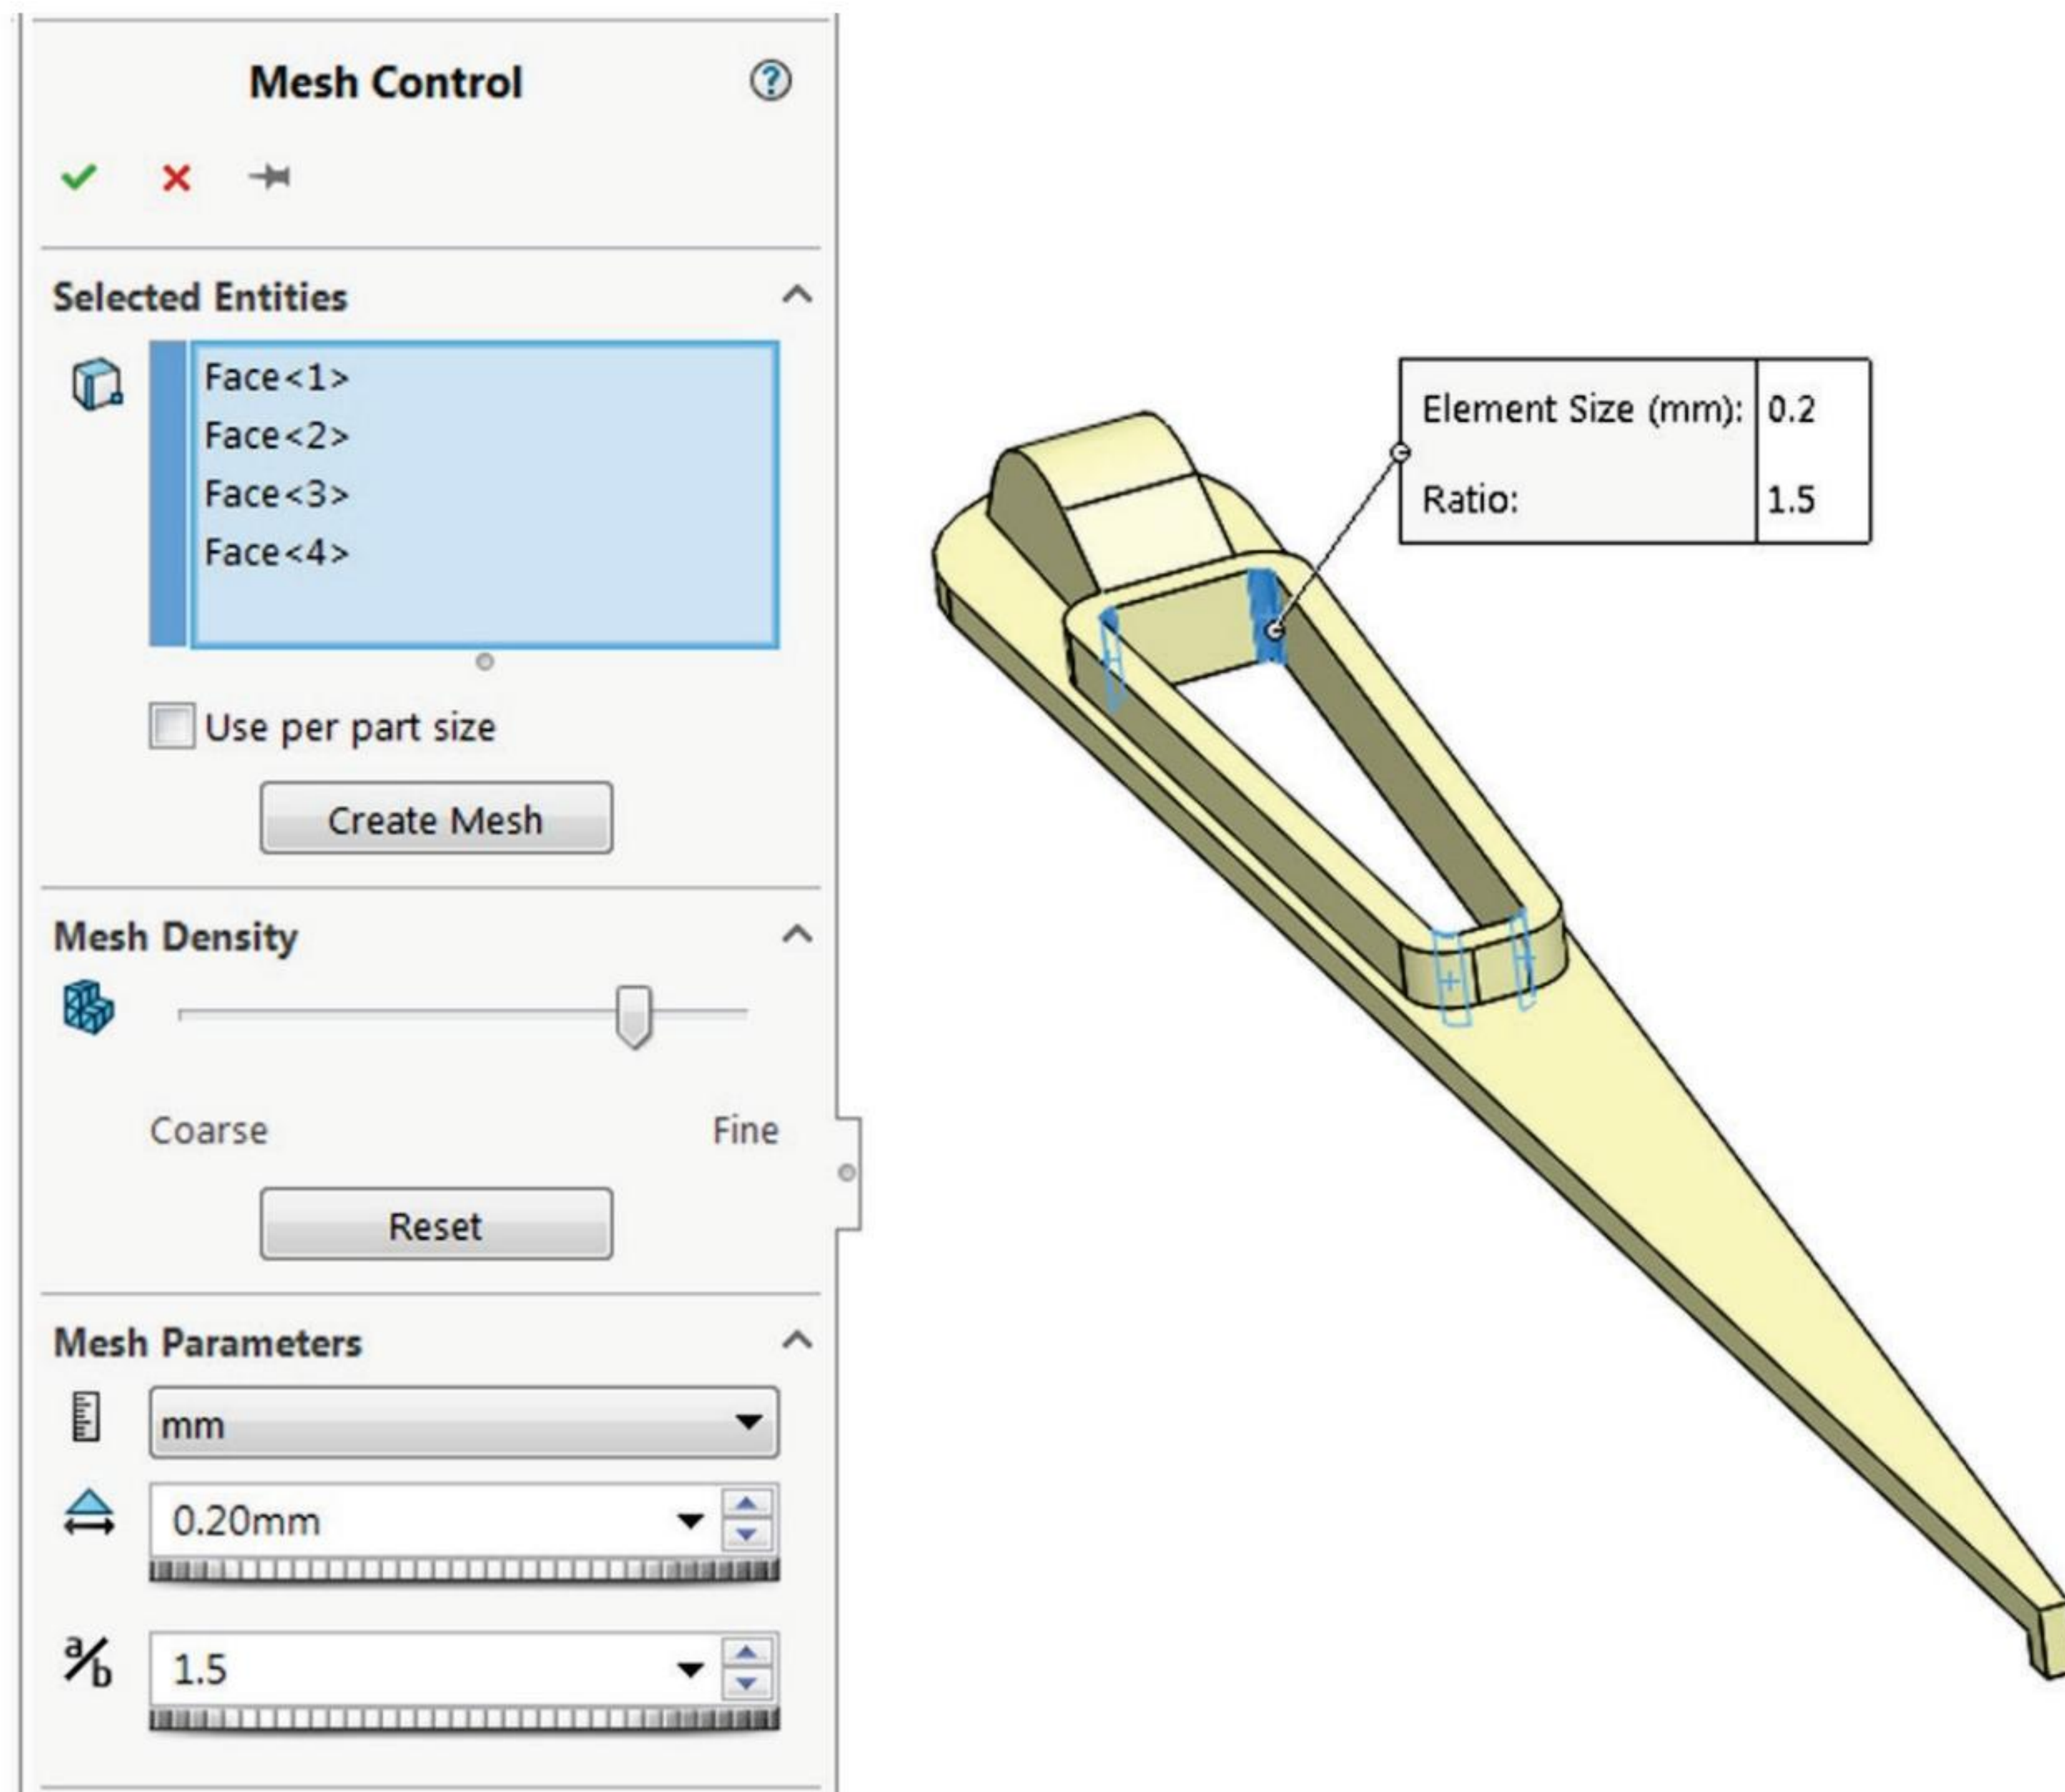 Mesh Control
?
Selected Entities
Face<1>
Face<2>
Face<3>
Face<4>
Use per part size
Create Mesh
Mesh Density
Coarse Fine
Reset
Mesh Parameters
mm
0.20mm
a/b 1.5
Element Size (mm): 0.2
Ratio: 1.5